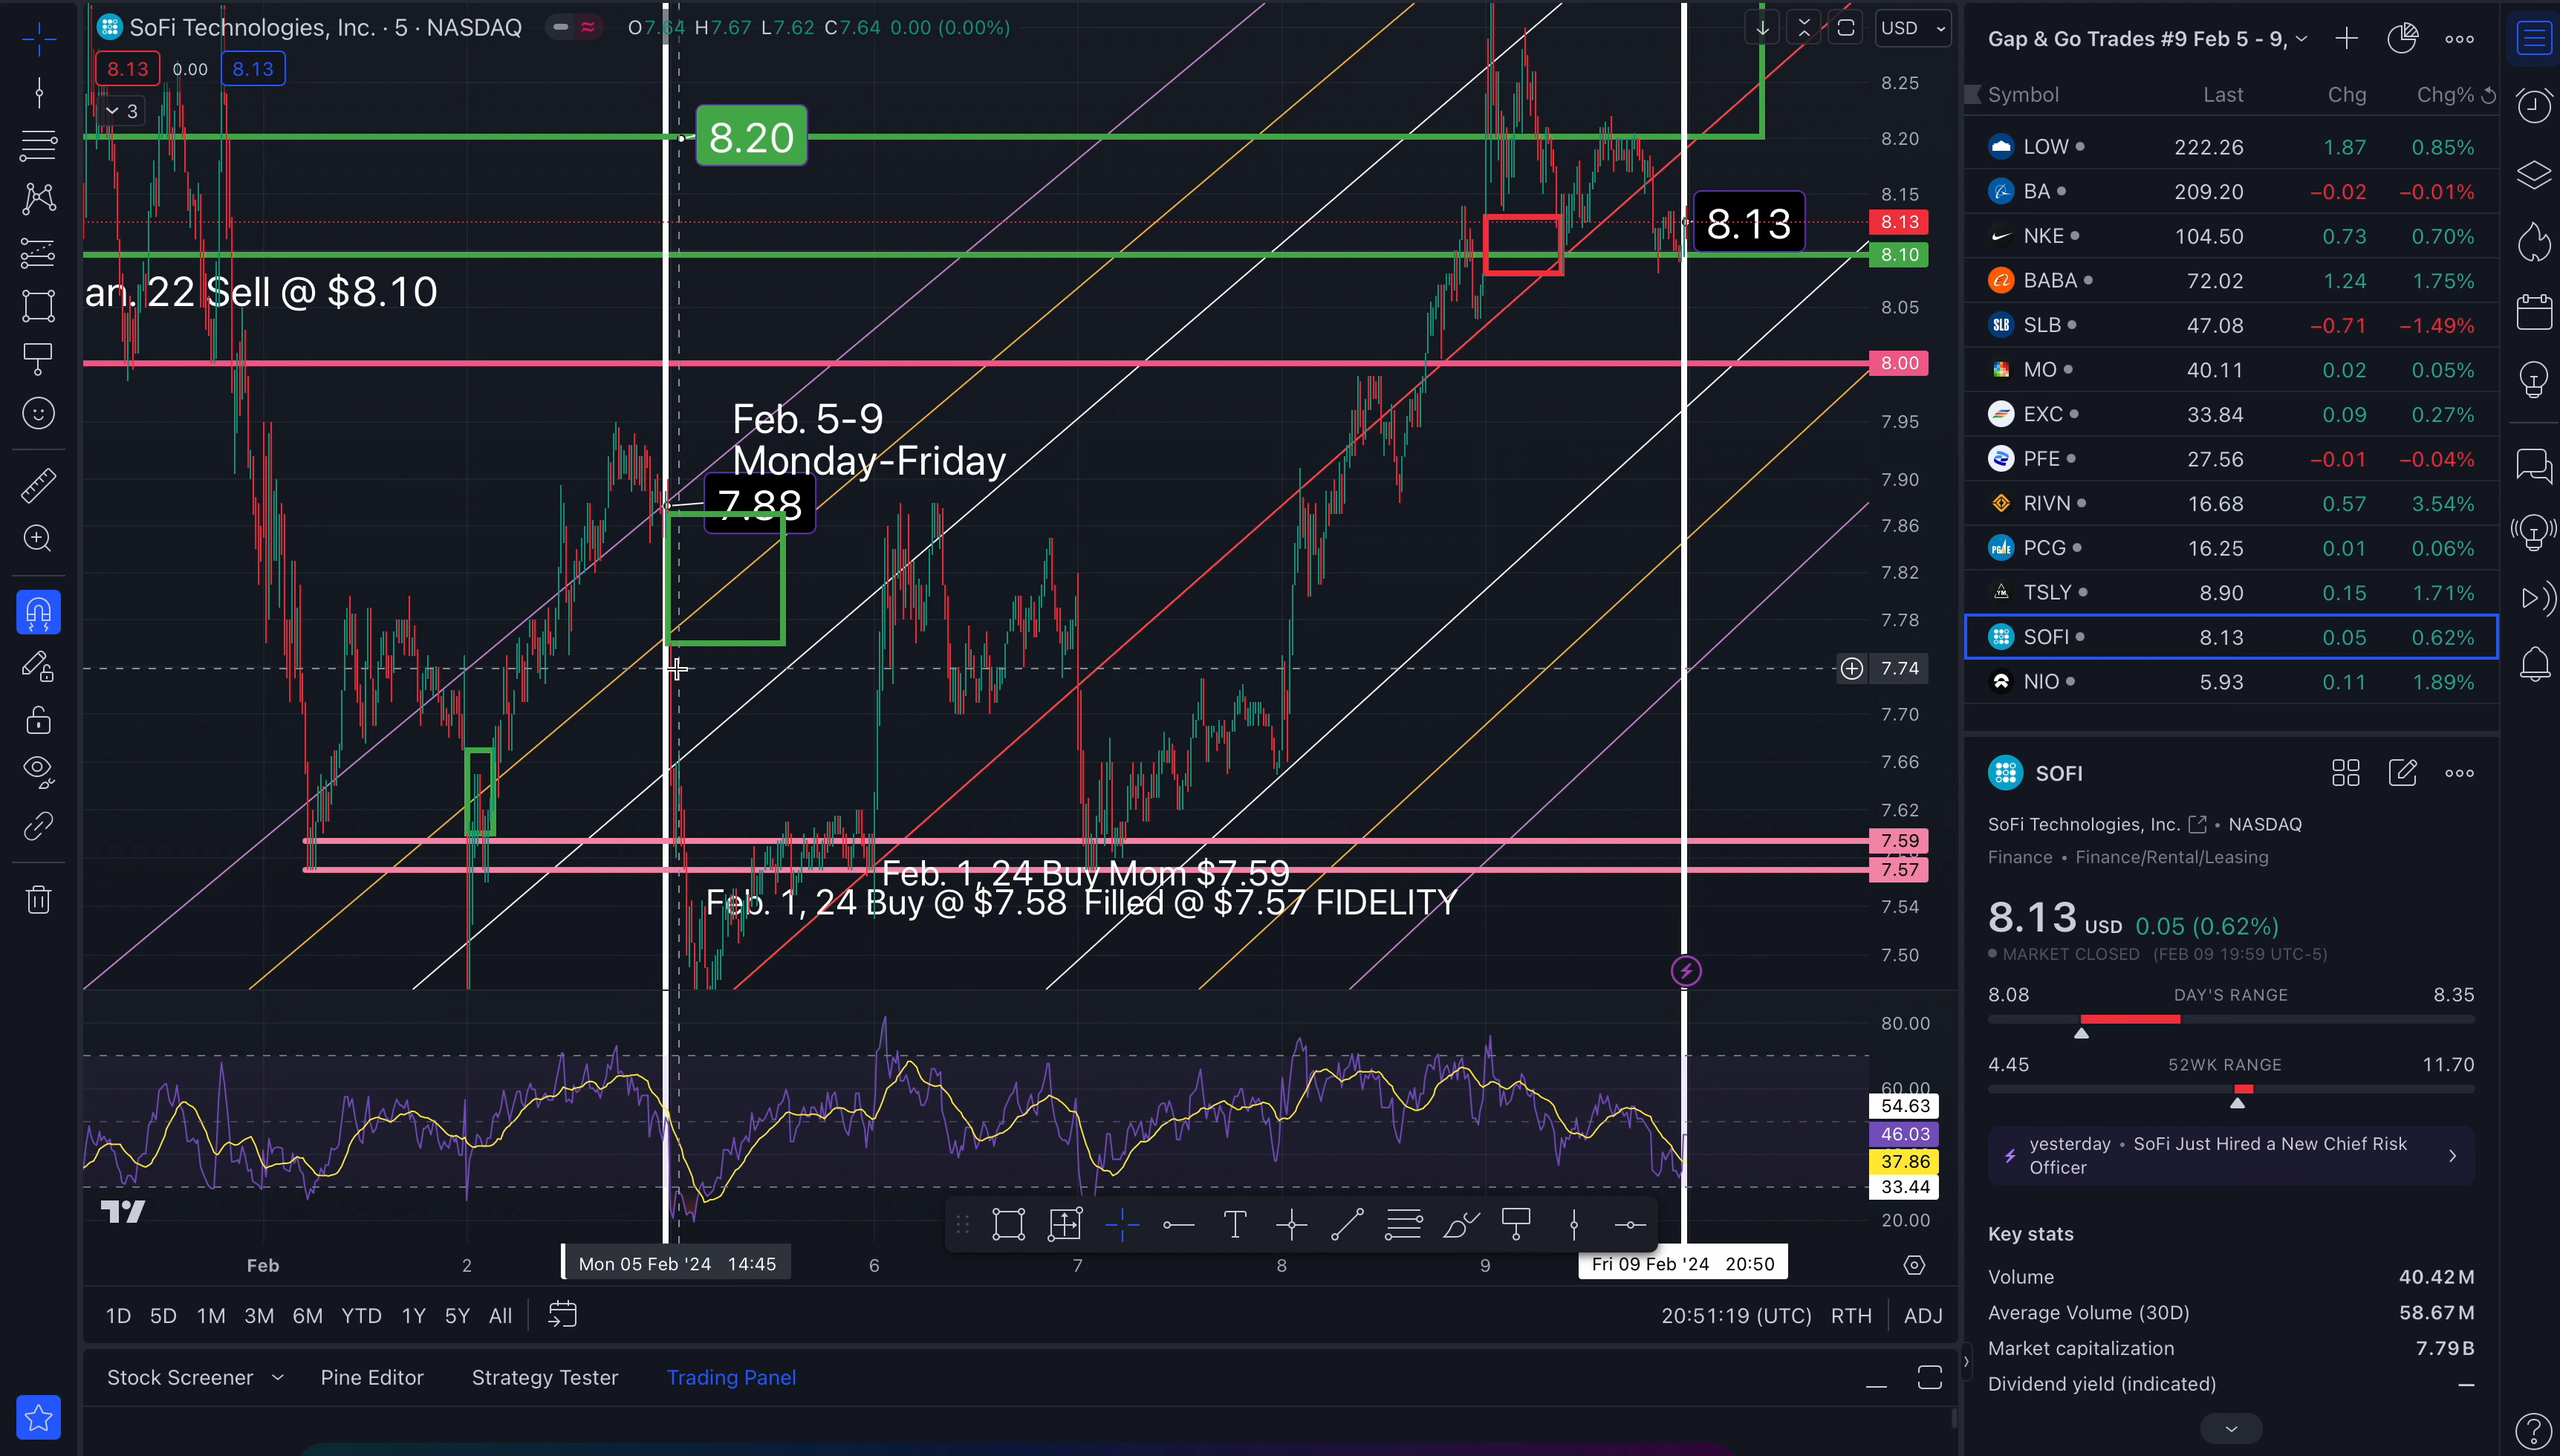 SoFi Technologies, Inc. · 5 · NASDAQ O7.64 H7.67 L7.62 C7.64 0.00 (0.00%)
8.13 0.00 8.13
3
USD
8.20
8.13
an. 22 Sell @ $8.10
Feb. 5-9
Monday-Friday
7.88
Feb. 1, 24 Buy Mom $7.59
Feb. 1, 24 Buy @ $7.58 Filled @ $7.57 FIDELITY
8.25
8.20
8.15
8.13
8.10
8.05
8.00
7.95
7.90
7.86
7.82
7.78
7.74
7.70
7.66
7.62
7.59
7.57
7.54
7.50
80.00
60.00
54.63
46.03
37.86
33.44
20.00
Feb 2 Mon 05 Feb '24 14:45 6 7 8 9 Fri 09 Feb '24 20:50
1D 5D 1M 3M 6M YTD 1Y 5Y All 20:51:19 (UTC) RTH ADJ
Stock Screener Pine Editor Strategy Tester Trading Panel
Gap & Go Trades #9 Feb 5 - 9,
Symbol Last Chg Chg%
LOW 222.26 1.87 0.85%
BA 209.20 −0.02 −0.01%
NKE 104.50 0.73 0.70%
BABA 72.02 1.24 1.75%
SLB SLB 47.08 −0.71 −1.49%
MO 40.11 0.02 0.05%
EXC 33.84 0.09 0.27%
PFE 27.56 −0.01 −0.04%
RIVN 16.68 0.57 3.54%
PG&E PCG 16.25 0.01 0.06%
TSLY 8.90 0.15 1.71%
SOFI 8.13 0.05 0.62%
NIO 5.93 0.11 1.89%
SOFI
SoFi Technologies, Inc. • NASDAQ
Finance • Finance/Rental/Leasing
8.13 USD 0.05 (0.62%)
MARKET CLOSED (FEB 09 19:59 UTC-5)
8.08 DAY'S RANGE 8.35
4.45 52WK RANGE 11.70
yesterday • SoFi Just Hired a New Chief Risk
Officer
Key stats
Volume 40.42M
Average Volume (30D) 58.67M
Market capitalization 7.79B
Dividend yield (indicated) —